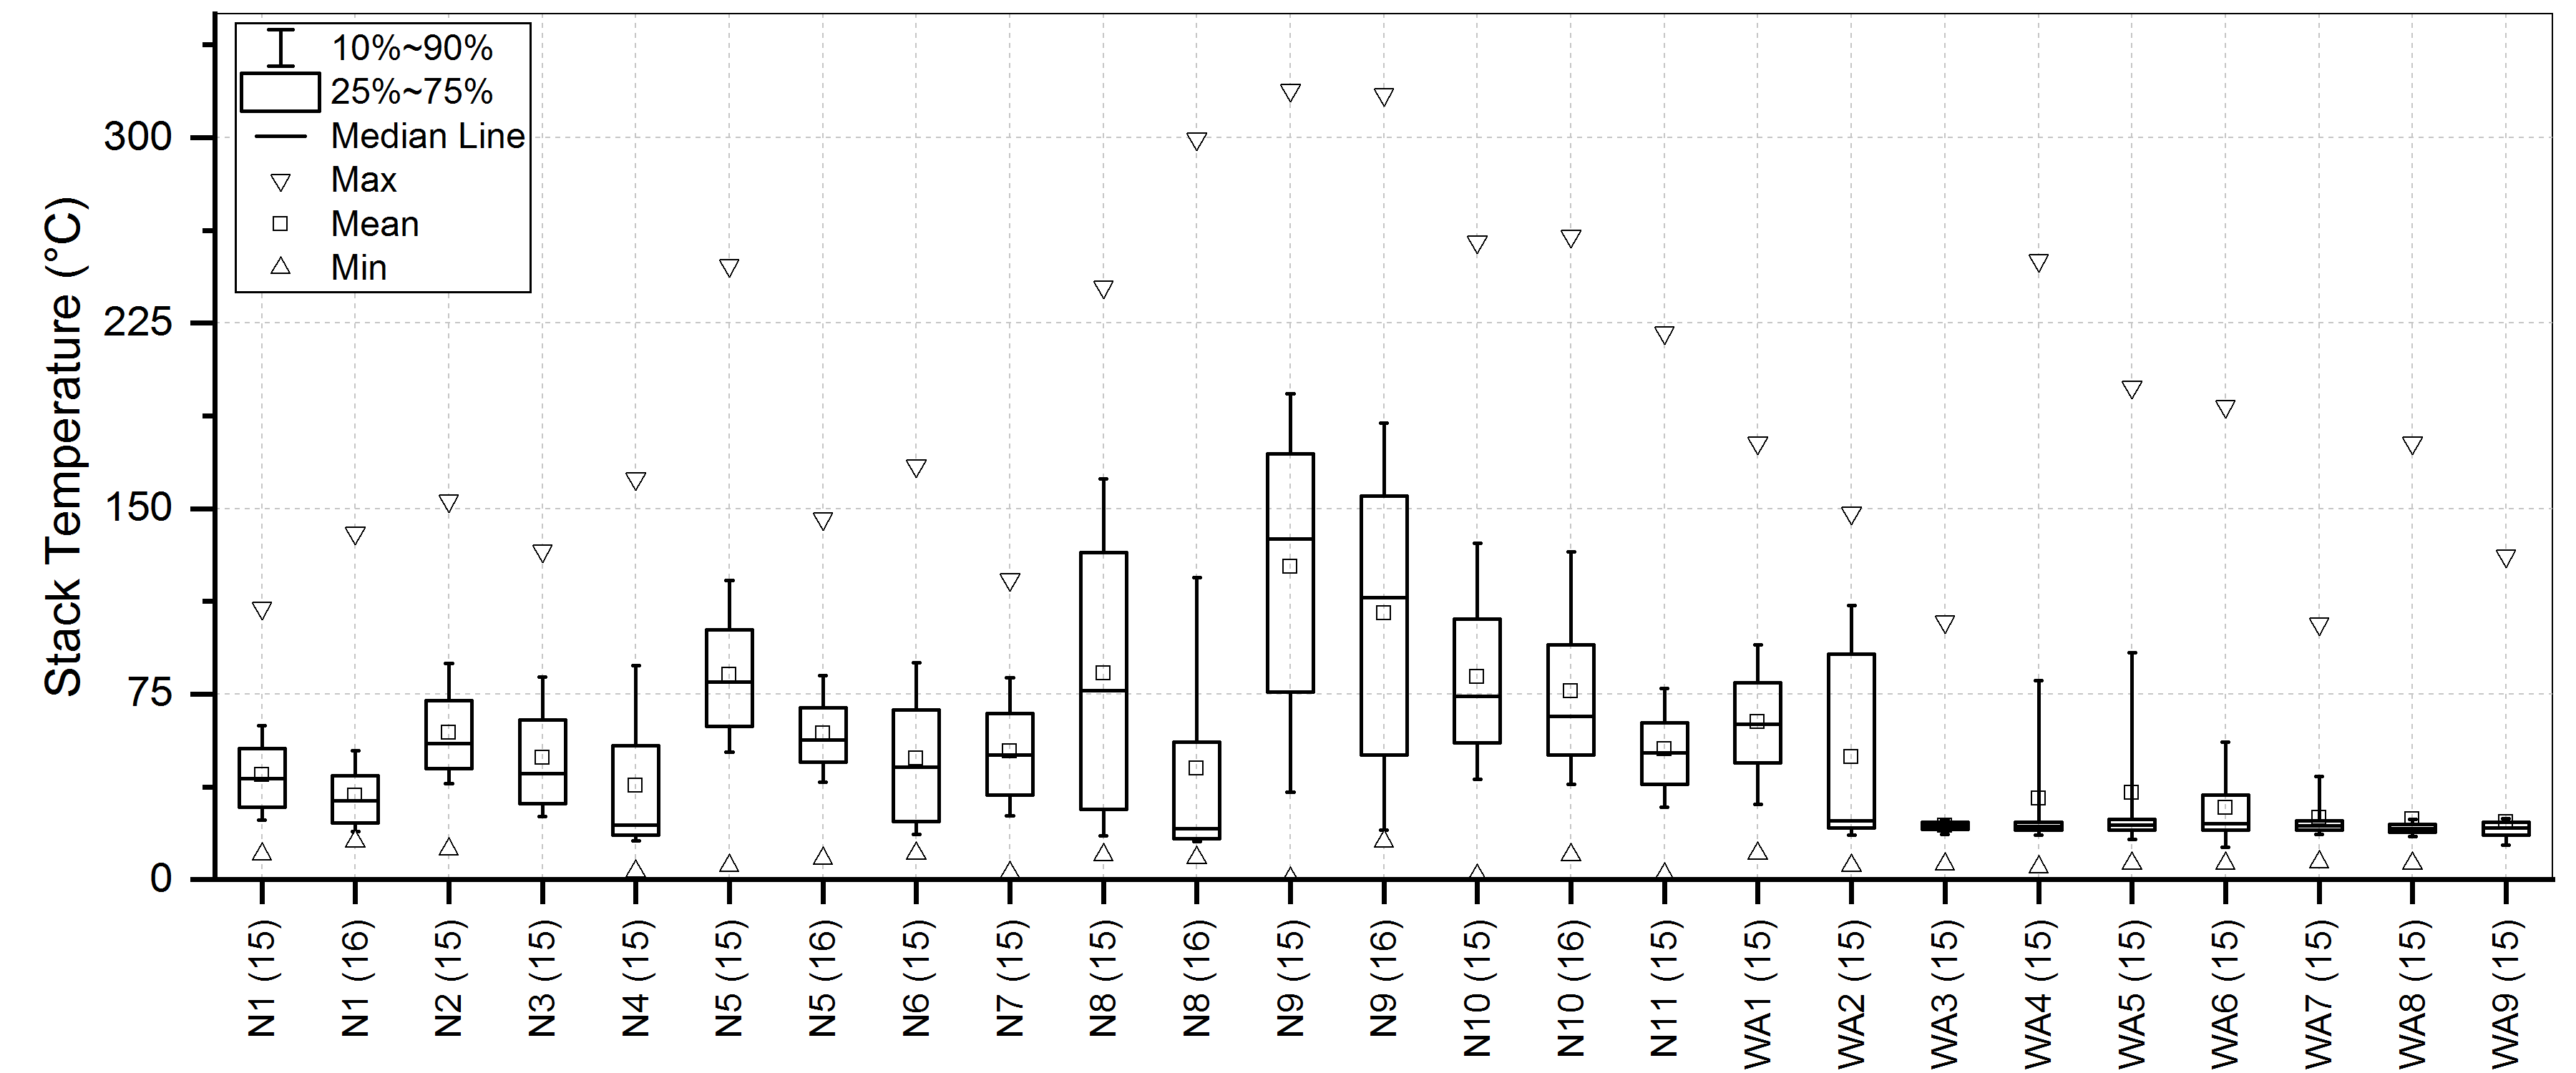 10%~90%
25%~75%
Median Line
Max
Mean
Min
Stack Temperature (°C)
300
225
150
75
0
N1 (15)
N1 (16)
N2 (15)
N3 (15)
N4 (15)
N5 (15)
N5 (16)
N6 (15)
N7 (15)
N8 (15)
N8 (16)
N9 (15)
N9 (16)
N10 (15)
N10 (16)
N11 (15)
WA1 (15)
WA2 (15)
WA3 (15)
WA4 (15)
WA5 (15)
WA6 (15)
WA7 (15)
WA8 (15)
WA9 (15)